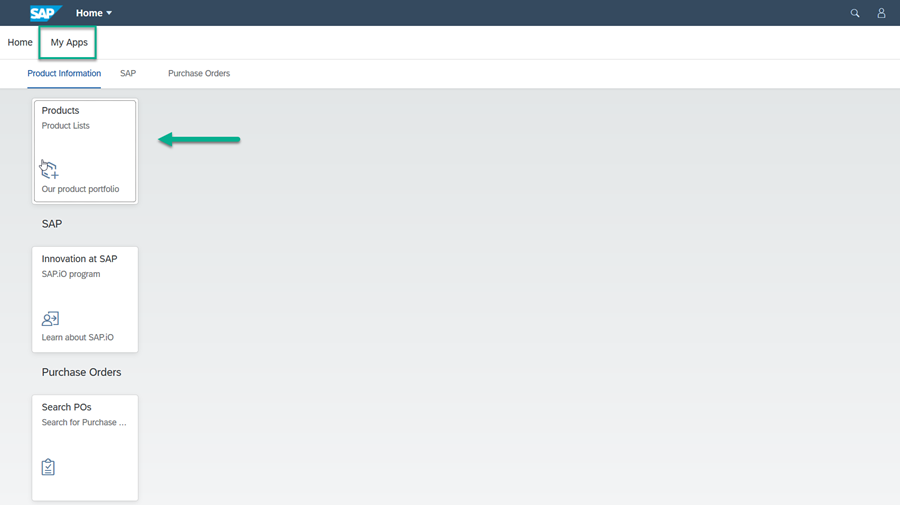 SAP Home
Home My Apps
Product Information SAP Purchase Orders
Products
Product Lists
Our product portfolio
SAP
Innovation at SAP
SAP.iO program
Learn about SAP.iO
Purchase Orders
Search POs
Search for Purchase ...